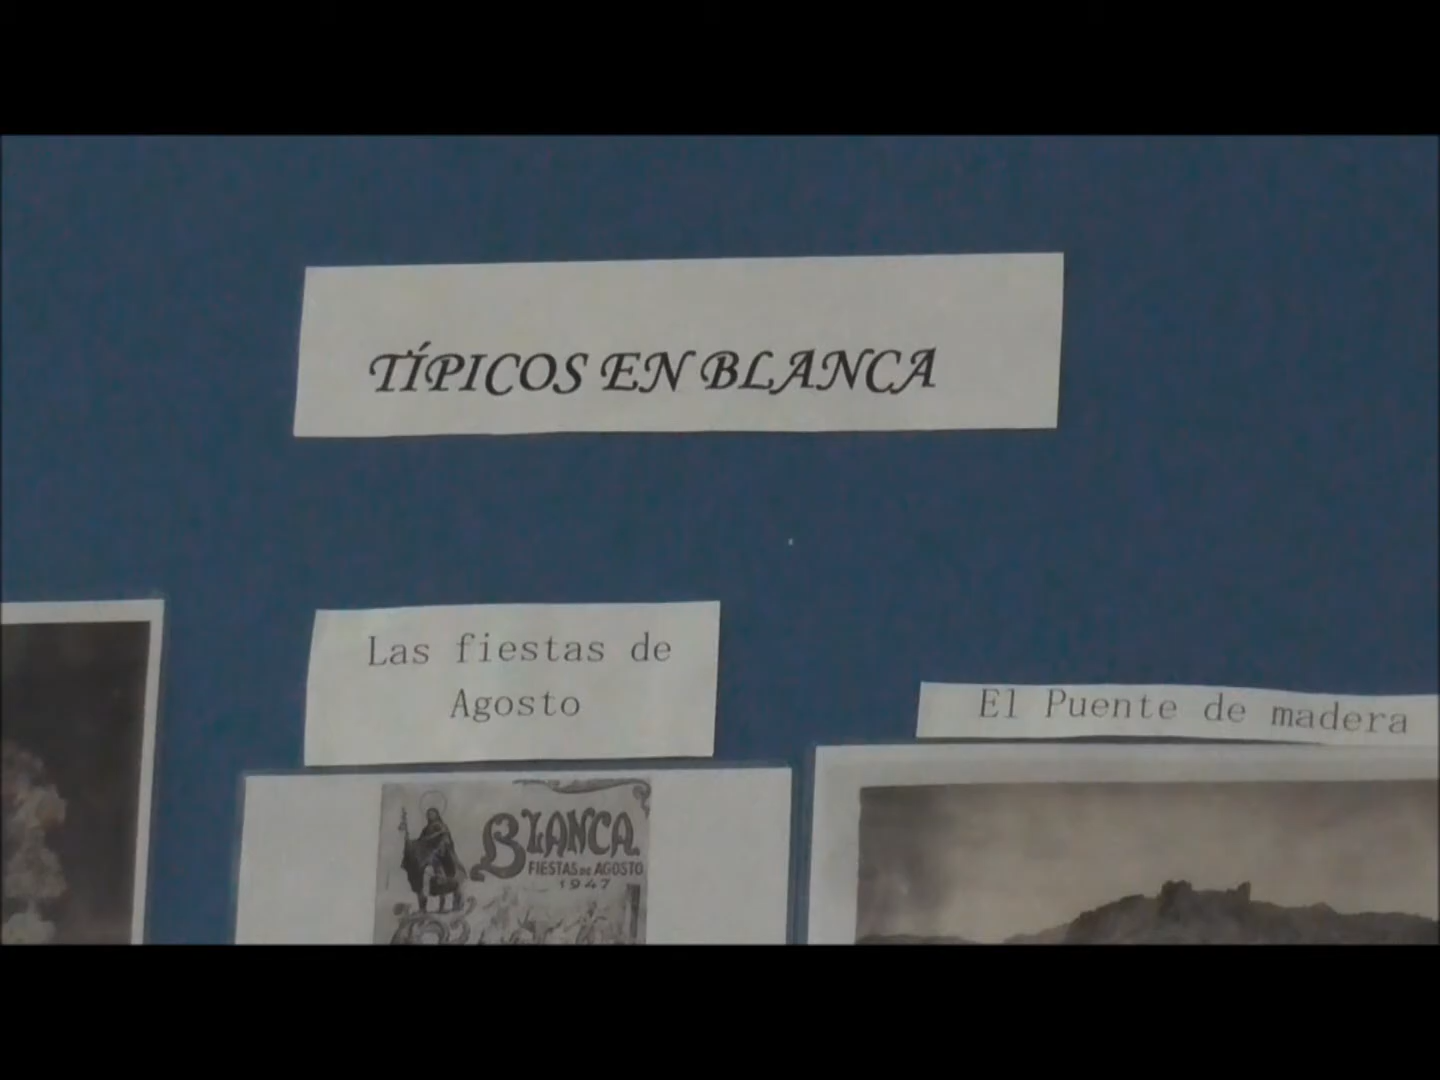 TÍPICOS EN BLANCA
Las fiestas de
Agosto
El Puente de madera
BLANCA
FIESTAS DE AGOSTO
1947